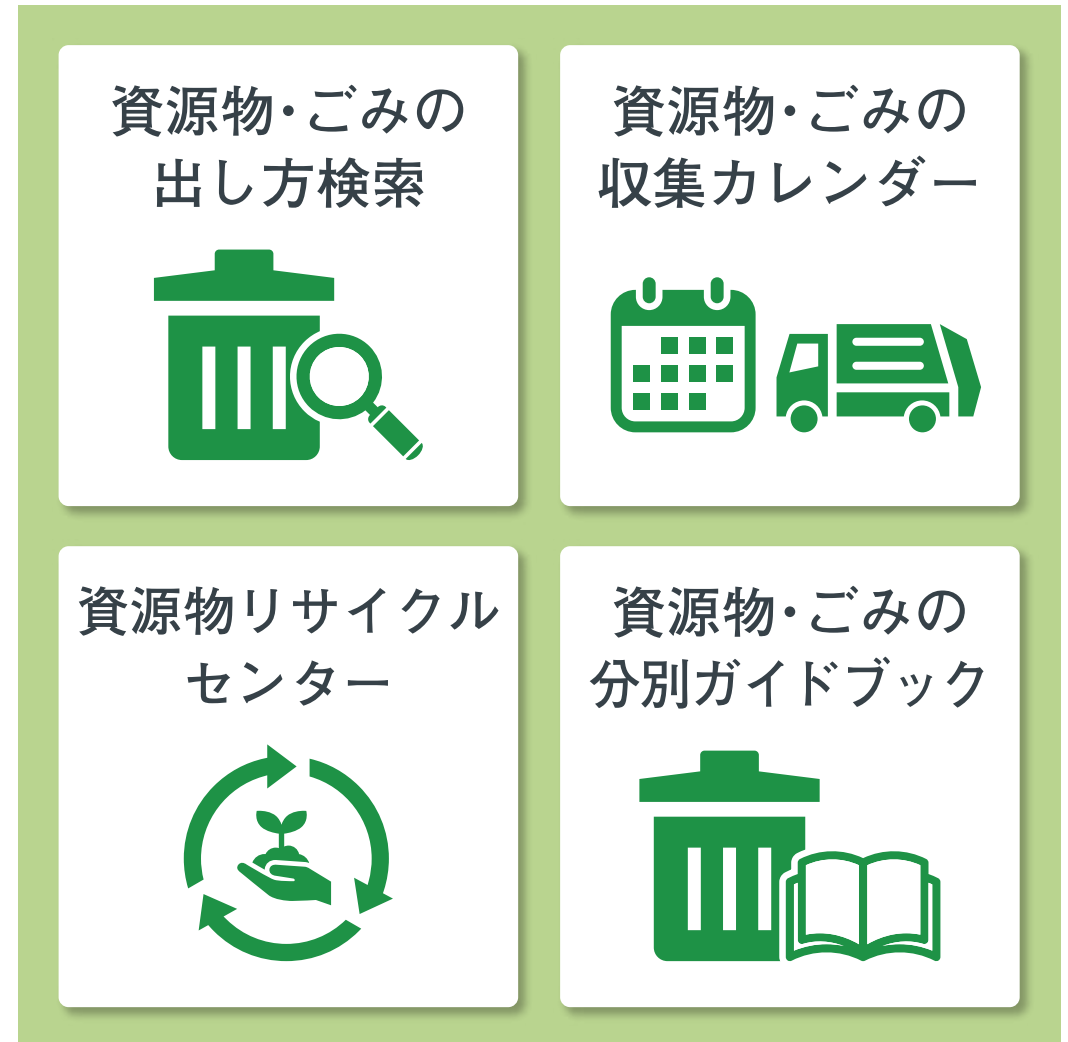 資源物・ごみの
出し方検索
資源物・ごみの
収集カレンダー
資源物リサイクル
センター
資源物・ごみの
分別ガイドブック